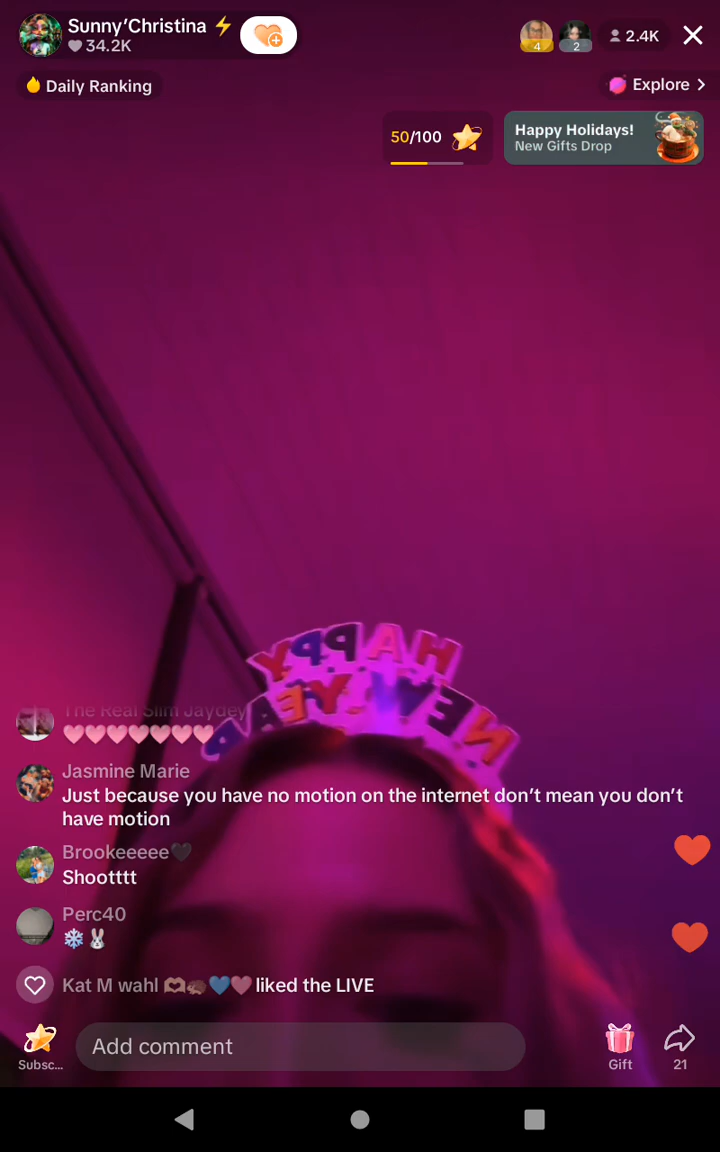 Sunny’Christina ⚡
34.2K
4
2
2.4K
Daily Ranking
Explore
50/100
Happy Holidays!
New Gifts Drop
HAPPY
NEW YEAR
The Real Slim Jaydey
🩷🩷🩷🩷🩷🩷🩷
Jasmine Marie
Just because you have no motion on the internet don’t mean you don’t
have motion
Brookeeeee🖤
Shootttt
Perc40
❄️🐰
Kat M wahl 🫶🏽🦔💙🩷 liked the LIVE
Subsc...
Add comment
Gift
21